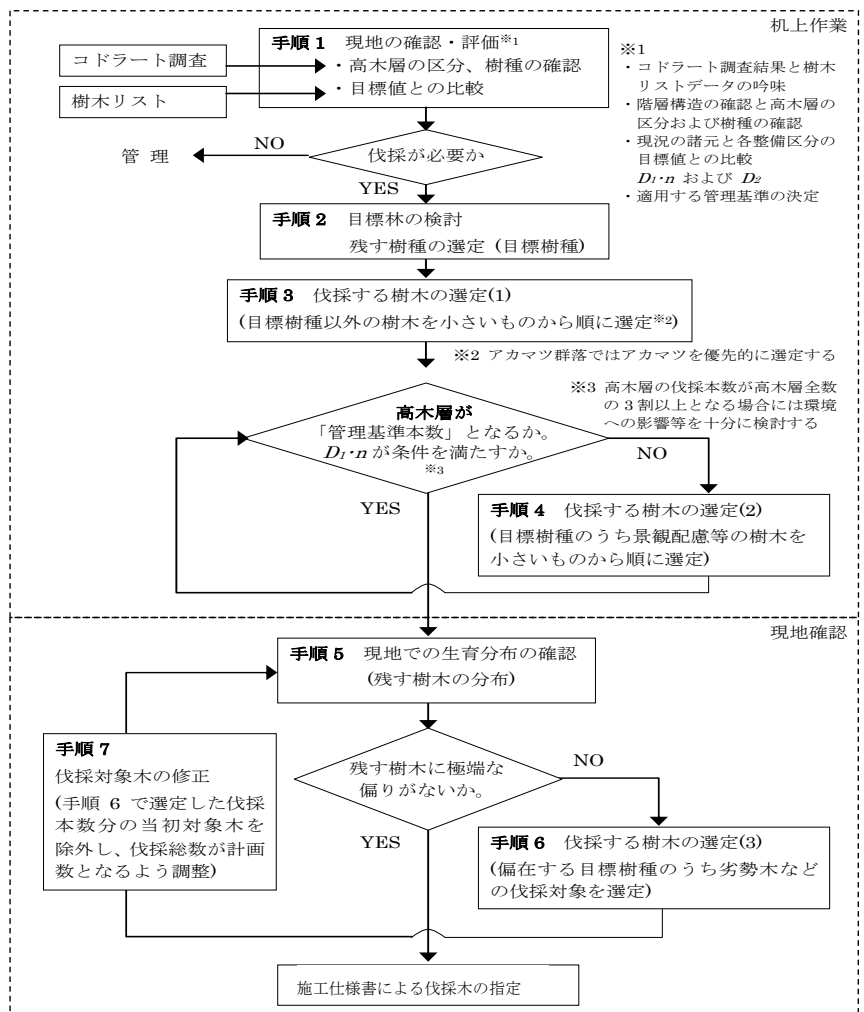 机上作業
手順 1 現地の確認・評価※1
・高木層の区分、樹種の確認
・目標値との比較
コドラート調査
樹木リスト
※1
・コドラート調査結果と樹木
リストデータの吟味
・階層構造の確認と高木層の
区分および樹種の確認
・現況の諸元と各整備区分の
目標値との比較
D1・n および D2
・適用する管理基準の決定
管 理
NO
伐採が必要か
YES
手順 2 目標林の検討
残す樹種の選定 (目標樹種)
手順 3 伐採する樹木の選定(1)
(目標樹種以外の樹木を小さいものから順に選定※2)
※2 アカマツ群落ではアカマツを優先的に選定する
※3 高木層の伐採本数が高木層全数
の 3 割以上となる場合には環境
への影響等を十分に検討する
高木層が
「管理基準本数」となるか。
D1・n が条件を満たすか。
※3
NO
YES
手順 4 伐採する樹木の選定(2)
(目標樹種のうち景観配慮等の樹木を
小さいものから順に選定)
現地確認
手順 5 現地での生育分布の確認
(残す樹木の分布)
手順 7
伐採対象木の修正
(手順 6 で選定した伐採
本数分の当初対象木を
除外し、伐採総数が計画
数となるよう調整)
残す樹木に極端な
偏りがないか。
NO
YES
手順 6 伐採する樹木の選定(3)
(偏在する目標樹種のうち劣勢木など
の伐採対象を選定)
施工仕様書による伐採木の指定